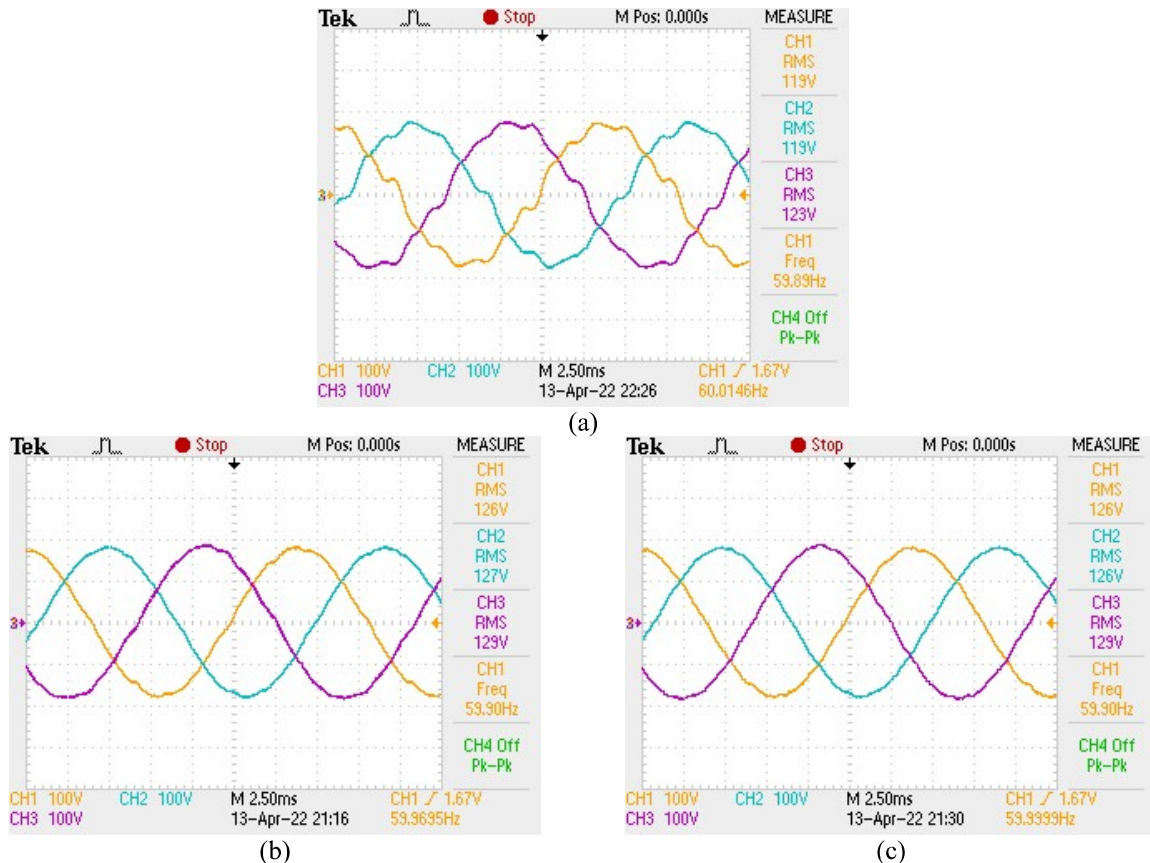 Tek Stop M Pos: 0.000s MEASURE
CH1
RMS
119V
CH2
RMS
119V
CH3
RMS
123V
CH1
Freq
59.89Hz
CH4 Off
Pk-Pk
3
CH1 100V CH2 100V M 2.50ms CH1 1.67V
CH3 100V 13-Apr-22 22:26 60.0146Hz
(a)
Tek Stop M Pos: 0.000s MEASURE
CH1
RMS
126V
CH2
RMS
127V
CH3
RMS
129V
CH1
Freq
59.90Hz
CH4 Off
Pk-Pk
3
CH1 100V CH2 100V M 2.50ms CH1 1.67V
CH3 100V 13-Apr-22 21:16 59.9695Hz
(b)
Tek Stop M Pos: 0.000s MEASURE
CH1
RMS
126V
CH2
RMS
126V
CH3
RMS
129V
CH1
Freq
59.90Hz
CH4 Off
Pk-Pk
3
CH1 100V CH2 100V M 2.50ms CH1 1.67V
CH3 100V 13-Apr-22 21:30 59.9999Hz
(c)